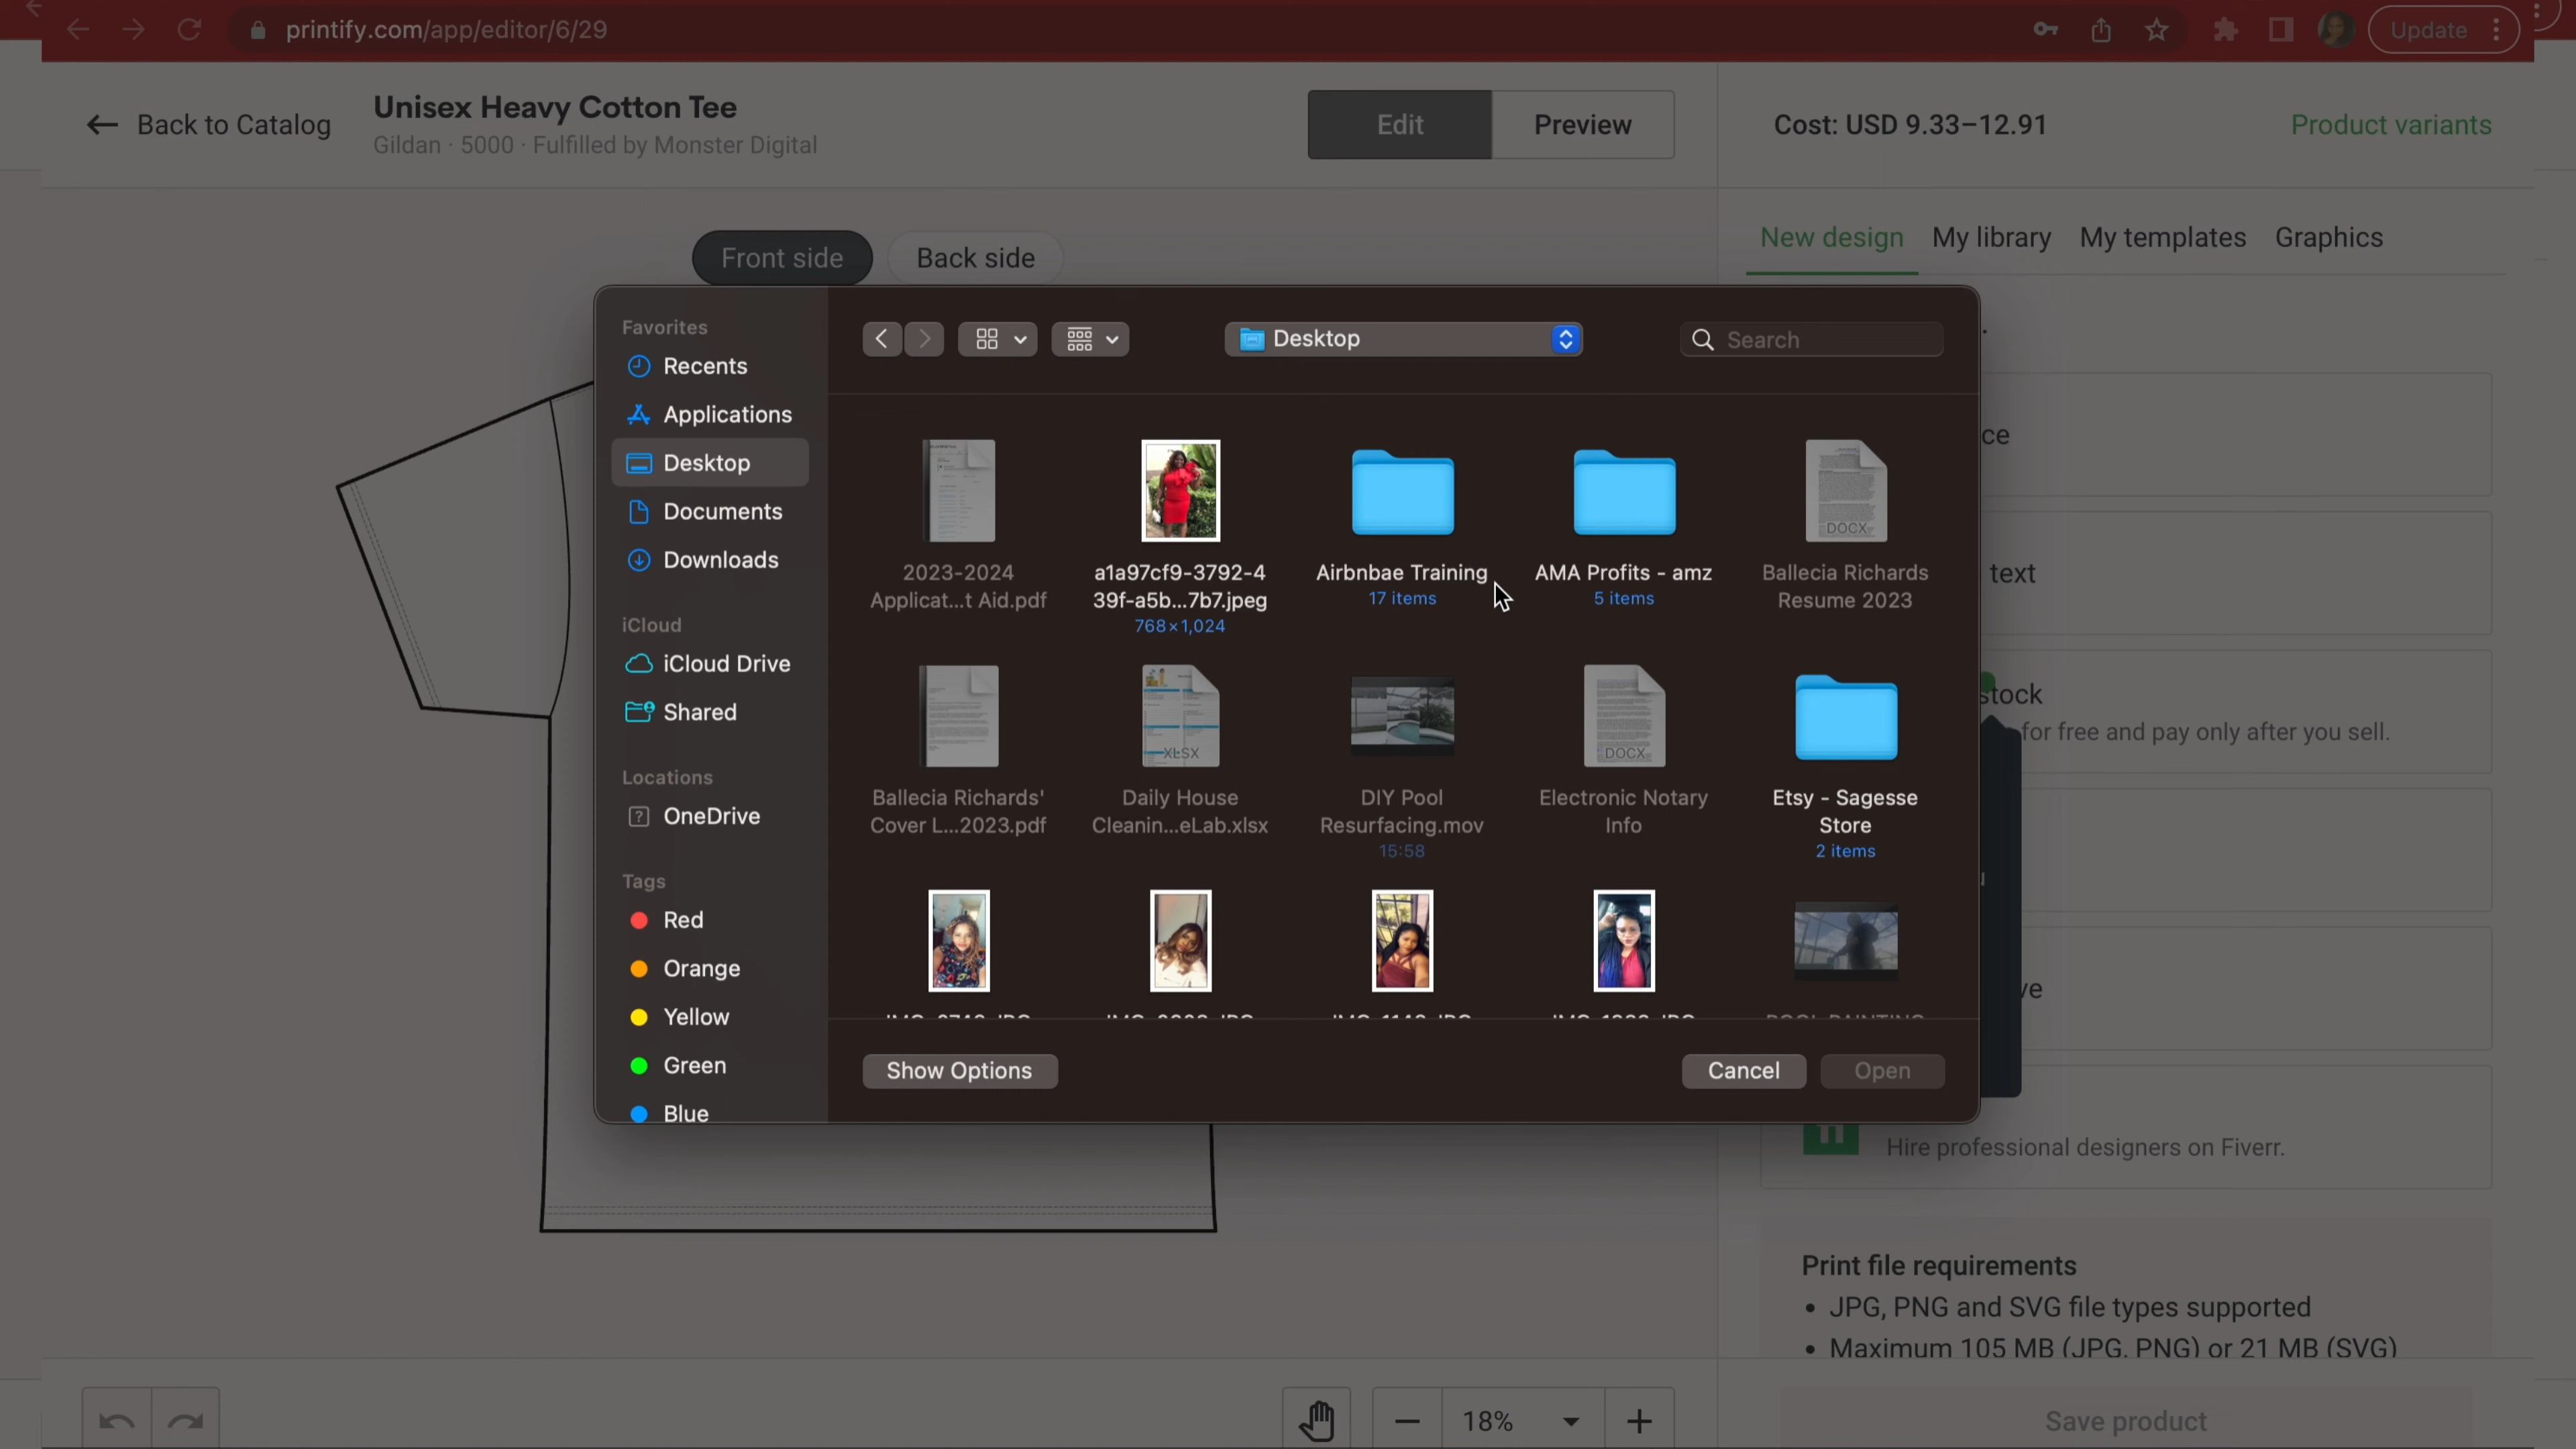 printify.com/app/editor/6/29
Update
Back to Catalog
Unisex Heavy Cotton Tee
Gildan · 5000 · Fulfilled by Monster Digital
Edit
Preview
Cost: USD 9.33–12.91
Product variants
Front side
Back side
New design
My library
My templates
Graphics
Favorites
Recents
Applications
Desktop
Documents
Downloads
iCloud
iCloud Drive
Shared
Locations
OneDrive
Tags
Red
Orange
Yellow
Green
Blue
Desktop
Search
2023-2024
Applicat...t Aid.pdf
a1a97cf9-3792-4
39f-a5b...7b7.jpeg
768×1,024
Airbnbae Training
17 items
AMA Profits - amz
5 items
DOCX
Ballecia Richards
Resume 2023
Ballecia Richards'
Cover L...2023.pdf
XLSX
Daily House
Cleanin...eLab.xlsx
DIY Pool
Resurfacing.mov
15:58
DOCX
Electronic Notary
Info
Etsy - Sagesse
Store
2 items
Show Options
Cancel
Open
ce
text
stock
for free and pay only after you sell.
ve
Hire professional designers on Fiverr.
Print file requirements
• JPG, PNG and SVG file types supported
• Maximum 105 MB (JPG, PNG) or 21 MB (SVG)
18%
Save product